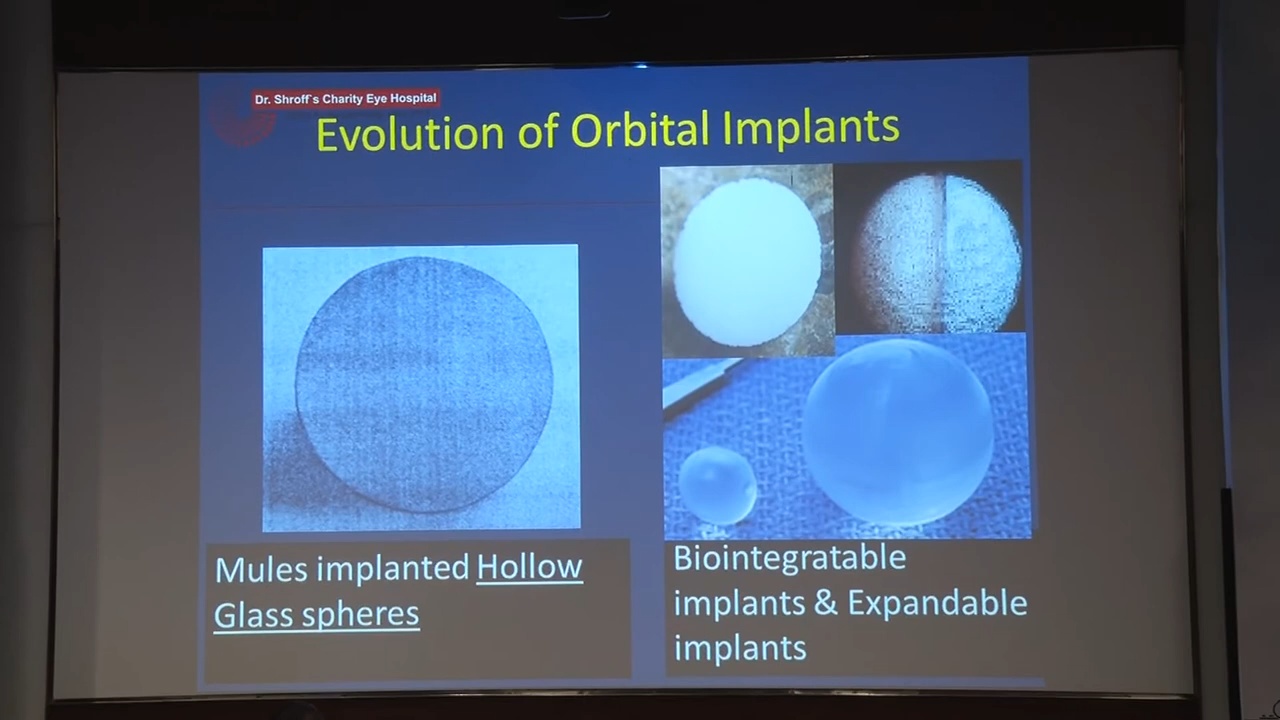 Dr. Shroff`s Charity Eye Hospital
Evolution of Orbital Implants
Mules implanted Hollow
Glass spheres
Biointegratable
implants & Expandable
implants